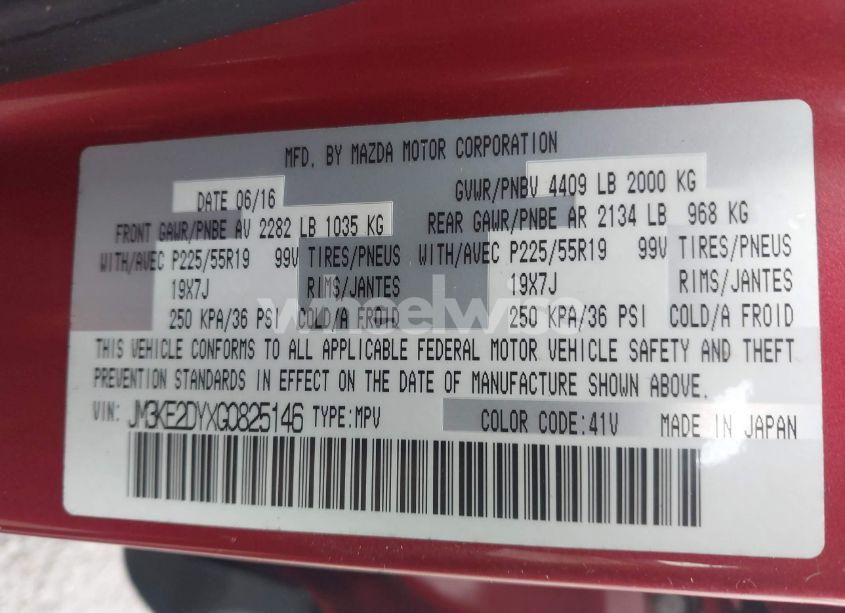 MFD. BY MAZDA MOTOR CORPORATION
DATE 06/16 GVWR/PNBV 4409 LB 2000 KG
FRONT GAWR/PNBE AV 2282 LB 1035 KG REAR GAWR/PNBE AR 2134 LB 968 KG
WITH/AVEC P225/55R19 99V TIRES/PNEUS WITH/AVEC P225/55R19 99V TIRES/PNEUS
19X7J RIMS/JANTES 19X7J RIMS/JANTES
250 KPA/36 PSI COLD/A FROID 250 KPA/36 PSI COLD/A FROID
wheelwise
THIS VEHICLE CONFORMS TO ALL APPLICABLE FEDERAL MOTOR VEHICLE SAFETY AND THEFT
PREVENTION STANDARDS IN EFFECT ON THE DATE OF MANUFACTURE SHOWN ABOVE.
VIN: JM3KE2DYXG0825146 TYPE:MPV COLOR CODE:41V MADE IN JAPAN